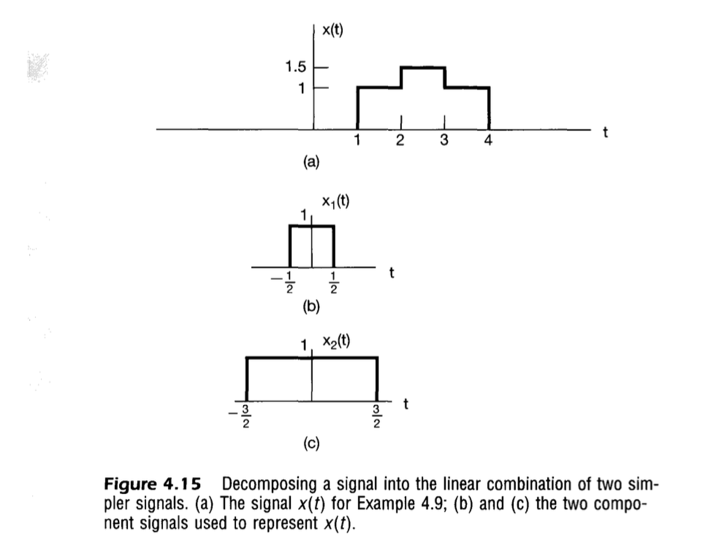 x(t)
1.5
1
1 2 3 4 t
(a)
x₁(t)
1
t
-1/2 1/2
(b)
1 x₂(t)
t
-3/2 3/2
(c)
Figure 4.15 Decomposing a signal into the linear combination of two sim-
pler signals. (a) The signal x(t) for Example 4.9; (b) and (c) the two compo-
nent signals used to represent x(t).